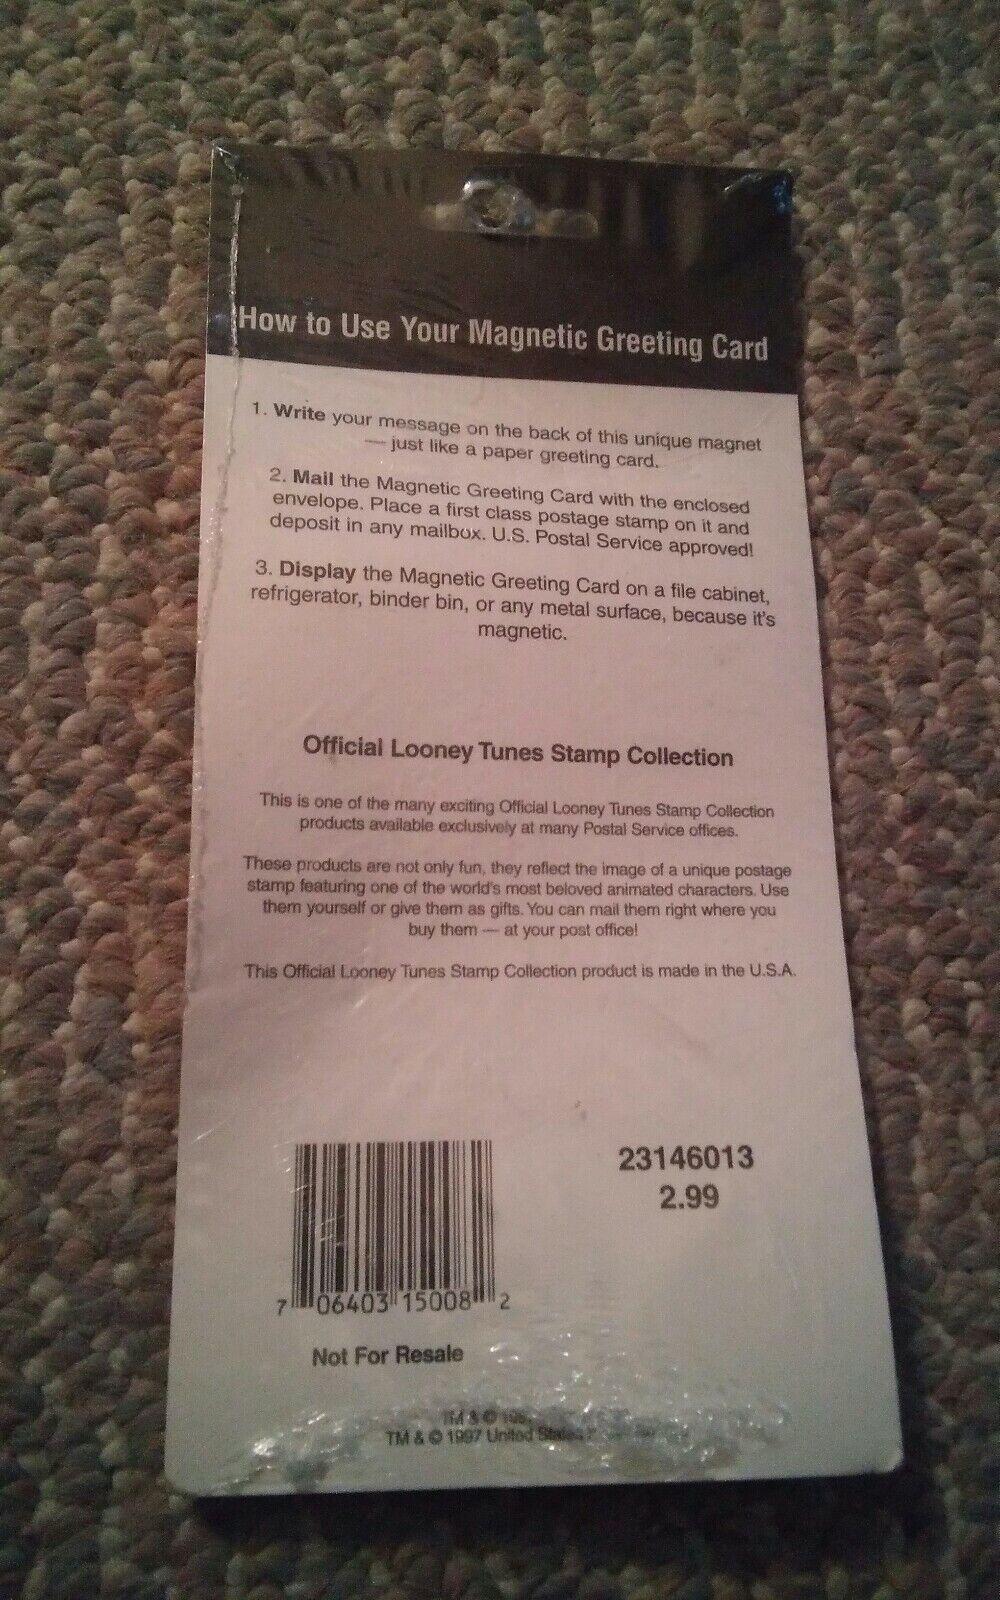 How to Use Your Magnetic Greeting Card
1. Write your message on the back of this unique magnet
— just like a paper greeting card.
2. Mail the Magnetic Greeting Card with the enclosed
envelope. Place a first class postage stamp on it and
deposit in any mailbox. U.S. Postal Service approved!
3. Display the Magnetic Greeting Card on a file cabinet,
refrigerator, binder bin, or any metal surface, because it's
magnetic.
Official Looney Tunes Stamp Collection
This is one of the many exciting Official Looney Tunes Stamp Collection
products available exclusively at many Postal Service offices.
These products are not only fun, they reflect the image of a unique postage
stamp featuring one of the world's most beloved animated characters. Use
them yourself or give them as gifts. You can mail them right where you
buy them — at your post office!
This Official Looney Tunes Stamp Collection product is made in the U.S.A.
23146013
2.99
7 06403 15008 2
Not For Resale
TM & ©
TM & © 1997 United States